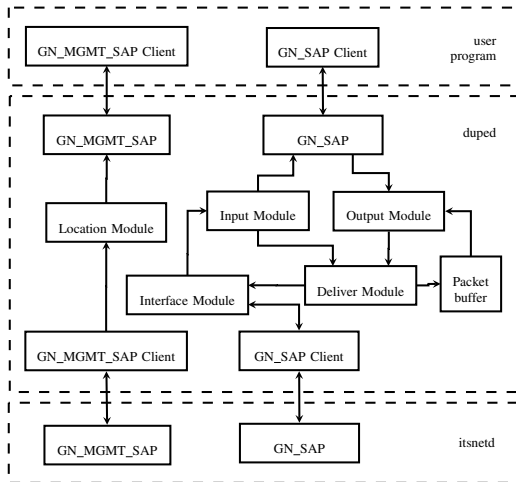 GN_MGMT_SAP Client
GN_SAP Client
user
program
GN_MGMT_SAP
GN_SAP
duped
Location Module
Input Module
Output Module
Interface Module
Deliver Module
Packet
buffer
GN_MGMT_SAP Client
GN_SAP Client
GN_MGMT_SAP
GN_SAP
itsnetd